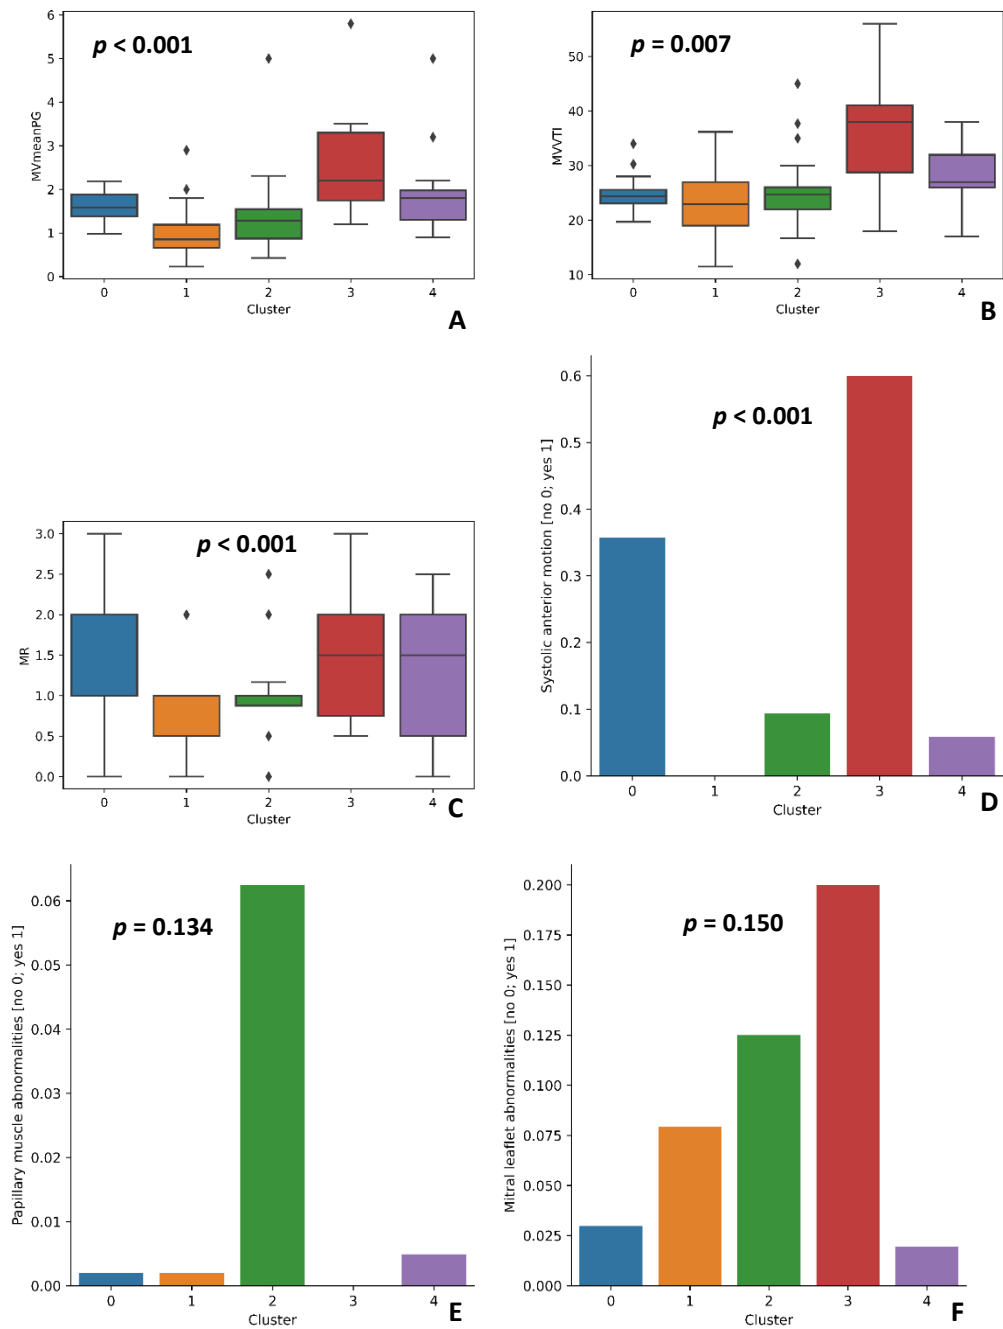 p < 0.001
MVmeanPG
6
5
4
3
2
1
0
0 1 2 3 4
Cluster
A
p = 0.007
MVVTI
50
40
30
20
10
0 1 2 3 4
Cluster
B
p < 0.001
MR
3.0
2.5
2.0
1.5
1.0
0.5
0.0
0 1 2 3 4
Cluster
C
p < 0.001
Systolic anterior motion [no 0; yes 1]
0.6
0.5
0.4
0.3
0.2
0.1
0.0
0 1 2 3 4
Cluster
D
p = 0.134
Papillary muscle abnormalities [no 0; yes 1]
0.06
0.05
0.04
0.03
0.02
0.01
0.00
0 1 2 3 4
Cluster
E
p = 0.150
Mitral leaflet abnormalities [no 0; yes 1]
0.200
0.175
0.150
0.125
0.100
0.075
0.050
0.025
0.000
0 1 2 3 4
Cluster
F